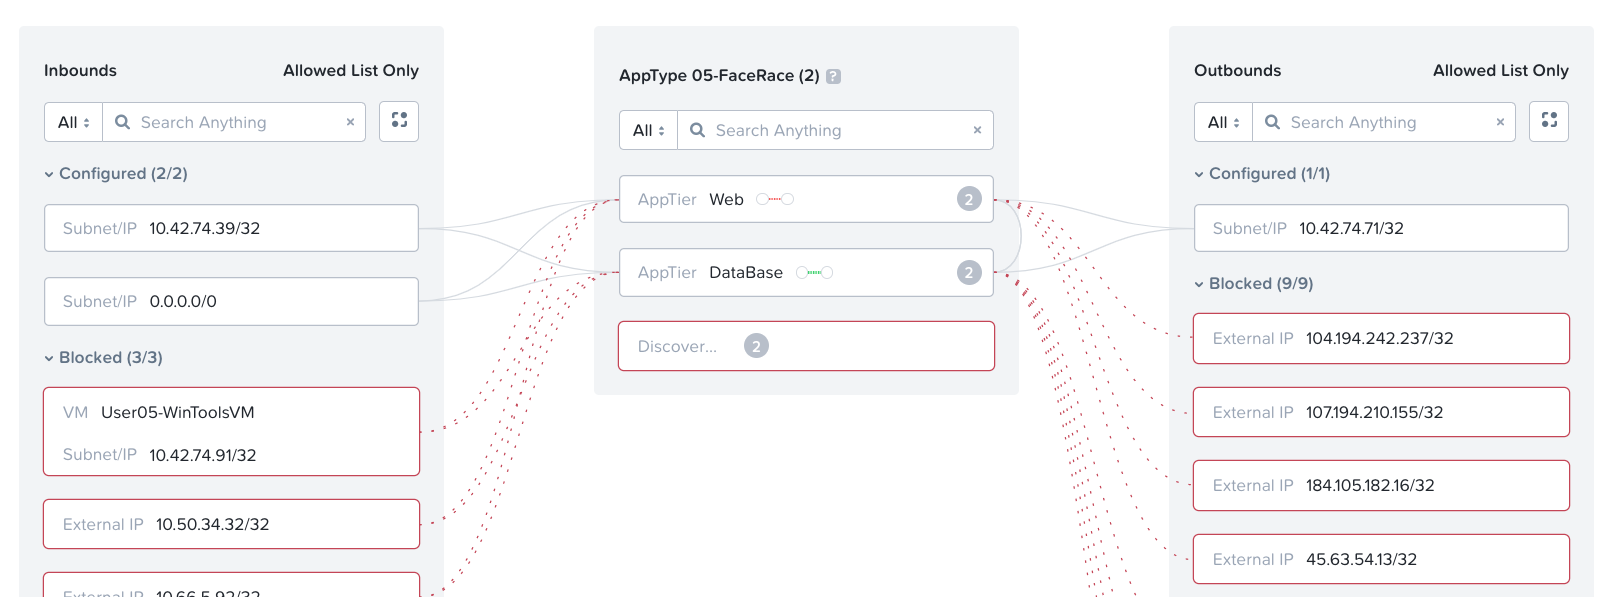 Inbounds
Allowed List Only
All
Search Anything
×
Configured (2/2)
Subnet/IP 10.42.74.39/32
Subnet/IP 0.0.0.0/0
Blocked (3/3)
VM User05-WinToolsVM
Subnet/IP 10.42.74.91/32
External IP 10.50.34.32/32
External IP 10.66.5.92/32
AppType 05-FaceRace (2) ?
All
Search Anything
×
AppTier Web 2
AppTier DataBase 2
Discover... 2
Outbounds
Allowed List Only
All
Search Anything
×
Configured (1/1)
Subnet/IP 10.42.74.71/32
Blocked (9/9)
External IP 104.194.242.237/32
External IP 107.194.210.155/32
External IP 184.105.182.16/32
External IP 45.63.54.13/32